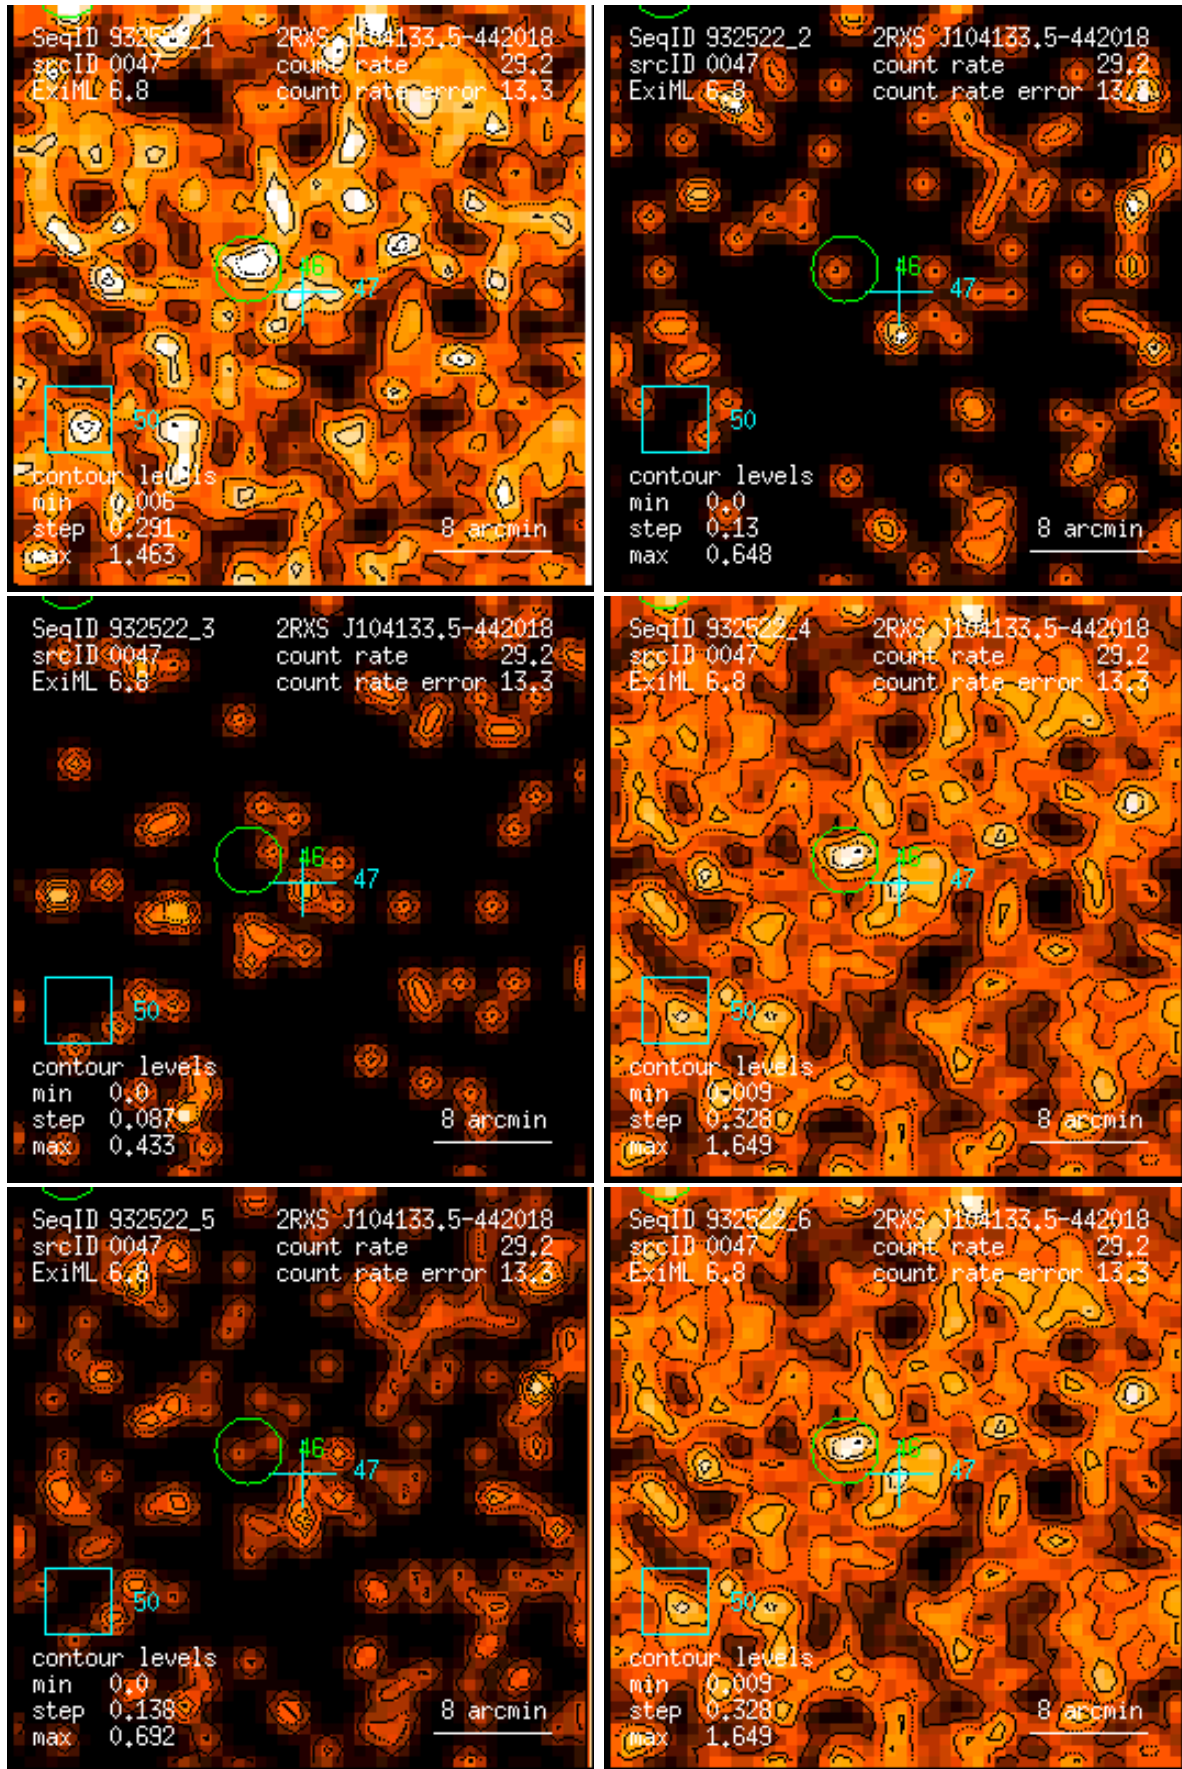 SeqID 932522_1 2RXS J104133.5-442018
srcID 0047 count rate 29.2
ExiML 6.8 count rate error 13.3
46
47
50
contour levels
min 0.006
step 0.291
max 1.463
8 arcmin
SeqID 932522_2 2RXS J104133.5-442018
srcID 0047 count rate 29.2
ExiML 6.8 count rate error 13.3
46
47
50
contour levels
min 0.0
step 0.13
max 0.648
8 arcmin
SeqID 932522_3 2RXS J104133.5-442018
srcID 0047 count rate 29.2
ExiML 6.8 count rate error 13.3
46
47
50
contour levels
min 0.0
step 0.087
max 0.433
8 arcmin
SeqID 932522_4 2RXS J104133.5-442018
srcID 0047 count rate 29.2
ExiML 6.8 count rate error 13.3
46
47
50
contour levels
min 0.009
step 0.328
max 1.649
8 arcmin
SeqID 932522_5 2RXS J104133.5-442018
srcID 0047 count rate 29.2
ExiML 6.8 count rate error 13.3
46
47
50
contour levels
min 0.0
step 0.138
max 0.692
8 arcmin
SeqID 932522_6 2RXS J104133.5-442018
srcID 0047 count rate 29.2
ExiML 6.8 count rate error 13.3
46
47
50
contour levels
min 0.009
step 0.328
max 1.649
8 arcmin